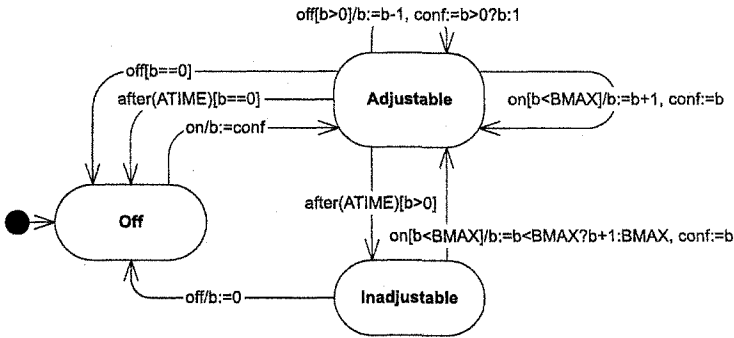 off[b>0]/b:=b-1, conf:=b>0?b:1
off[b==0]
after(ATIME)[b==0]
Adjustable
on[b<BMAX]/b:=b+1, conf:=b
on/b:=conf
after(ATIME)[b>0]
Off
on[b<BMAX]/b:=b<BMAX?b+1:BMAX, conf:=b
off/b:=0
Inadjustable